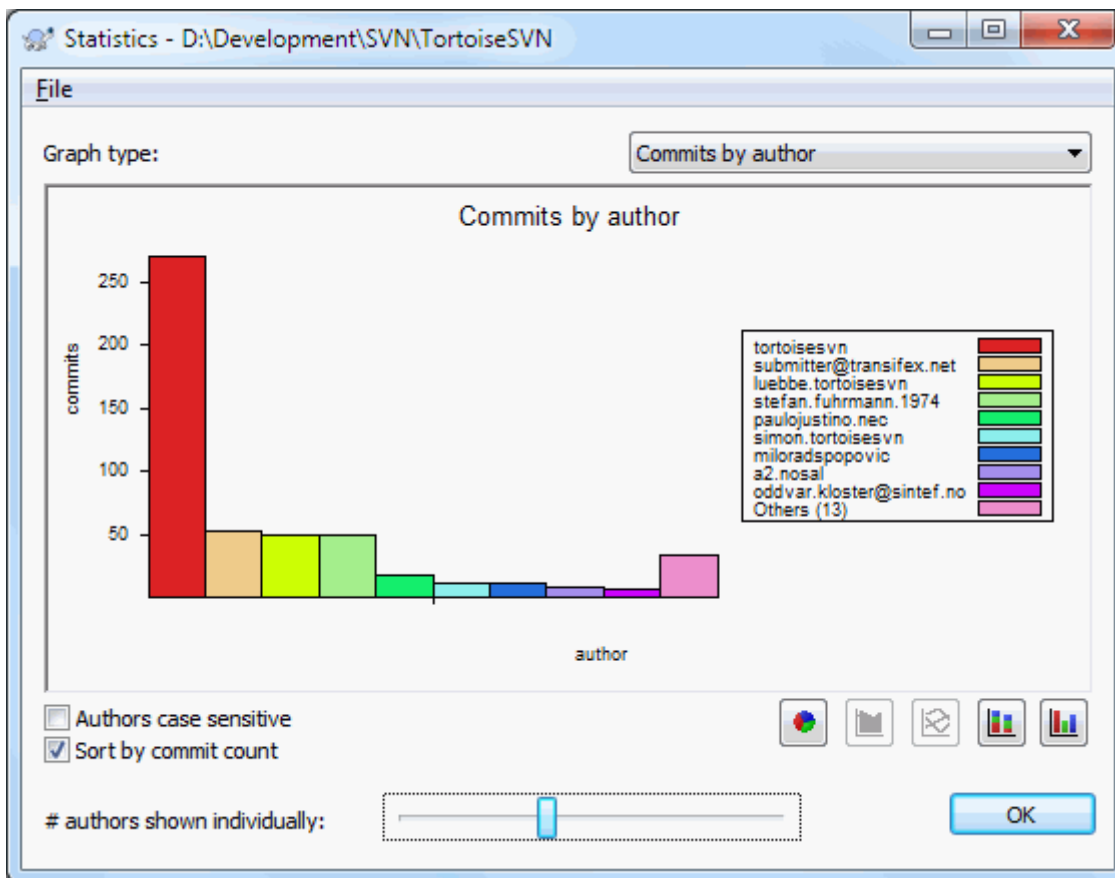 Statistics - D:\Development\SVN\TortoiseSVN
File
Graph type:
Commits by author
Commits by author
250
200
150
100
50
commits
author
tortoisesvn
submitter@transifex.net
luebbe.tortoisesvn
stefan.fuhrmann.1974
paulojustino.nec
simon.tortoisesvn
miloradspopovic
a2.nosal
oddvar.kloster@sintef.no
Others (13)
Authors case sensitive
Sort by commit count
# authors shown individually:
OK